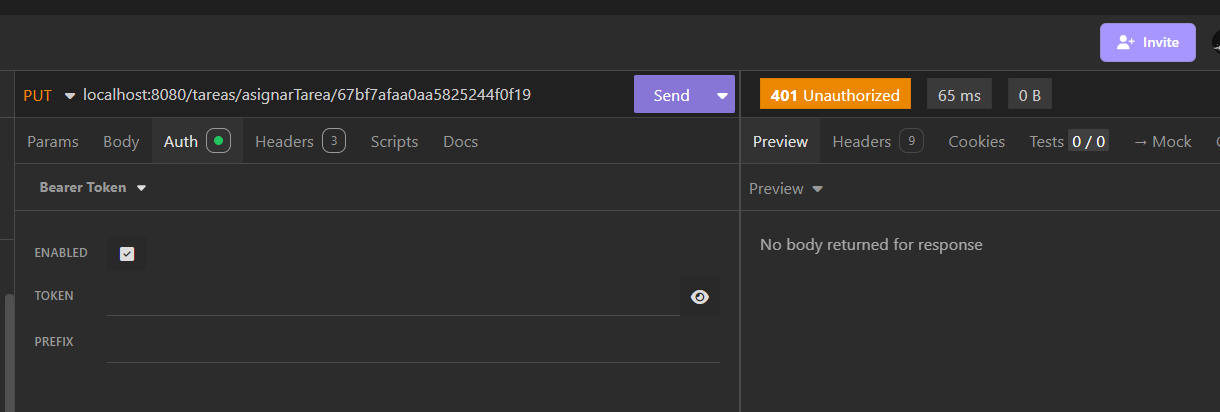 Invite
PUT localhost:8080/tareas/asignarTarea/67bf7afaa0aa5825244f0f19 Send
401 Unauthorized 65 ms 0 B
Params Body Auth Headers 3 Scripts Docs
Preview Headers 9 Cookies Tests 0 / 0 → Mock
Bearer Token
Preview
ENABLED
No body returned for response
TOKEN
PREFIX